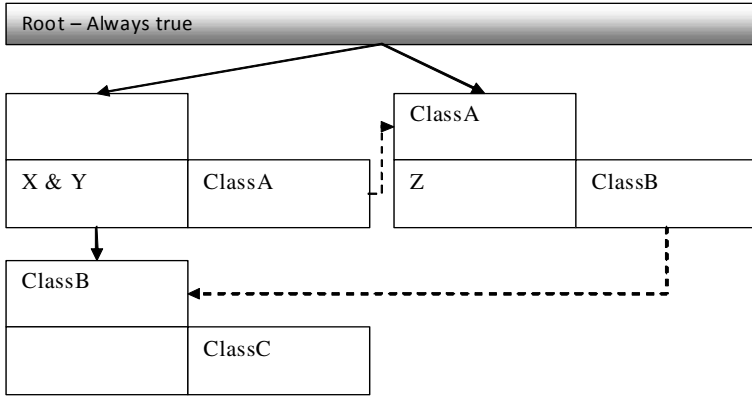 Root – Always true
ClassA
X & Y
ClassA
Z
ClassB
ClassB
ClassC